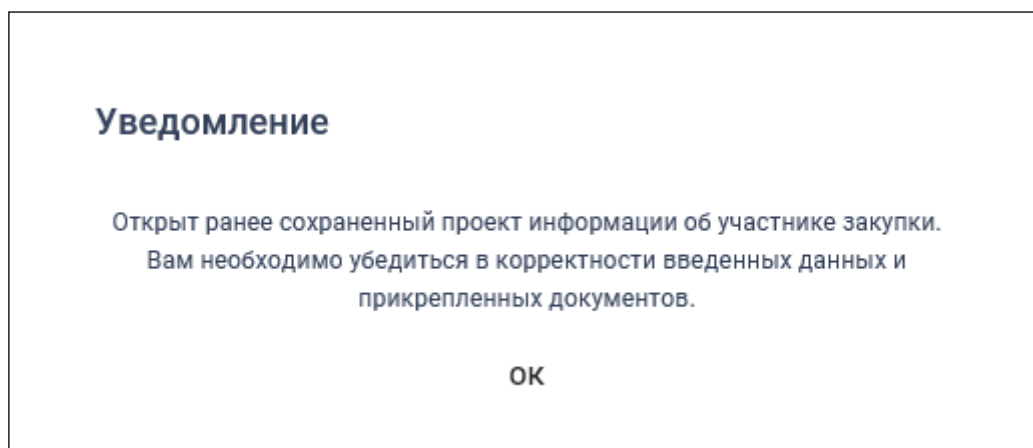 Уведомление
Открыт ранее сохраненный проект информации об участнике закупки.
Вам необходимо убедиться в корректности введенных данных и
прикрепленных документов.
ОК